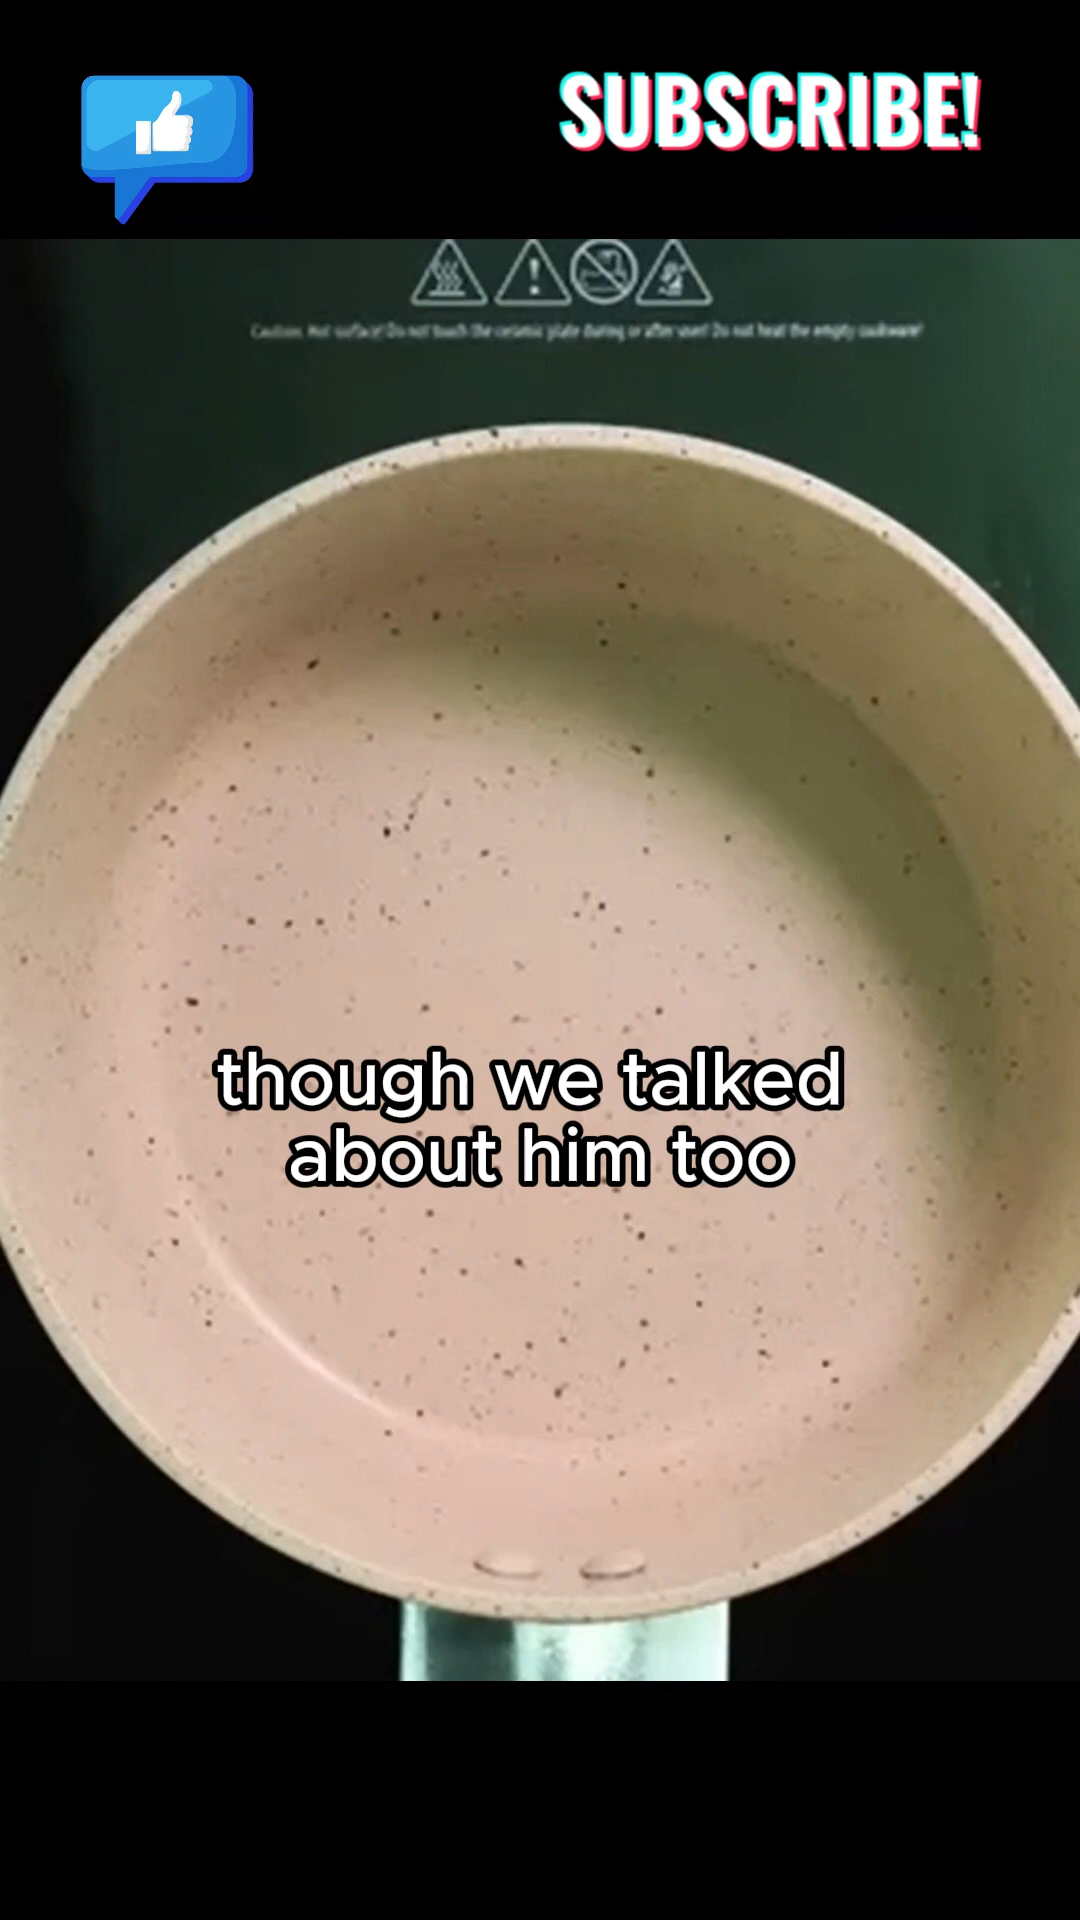 SUBSCRIBE!
Caution: Hot surface! Do not touch the ceramic plate during or after user! Do not heat the empty cookware!
though we talked
about him too